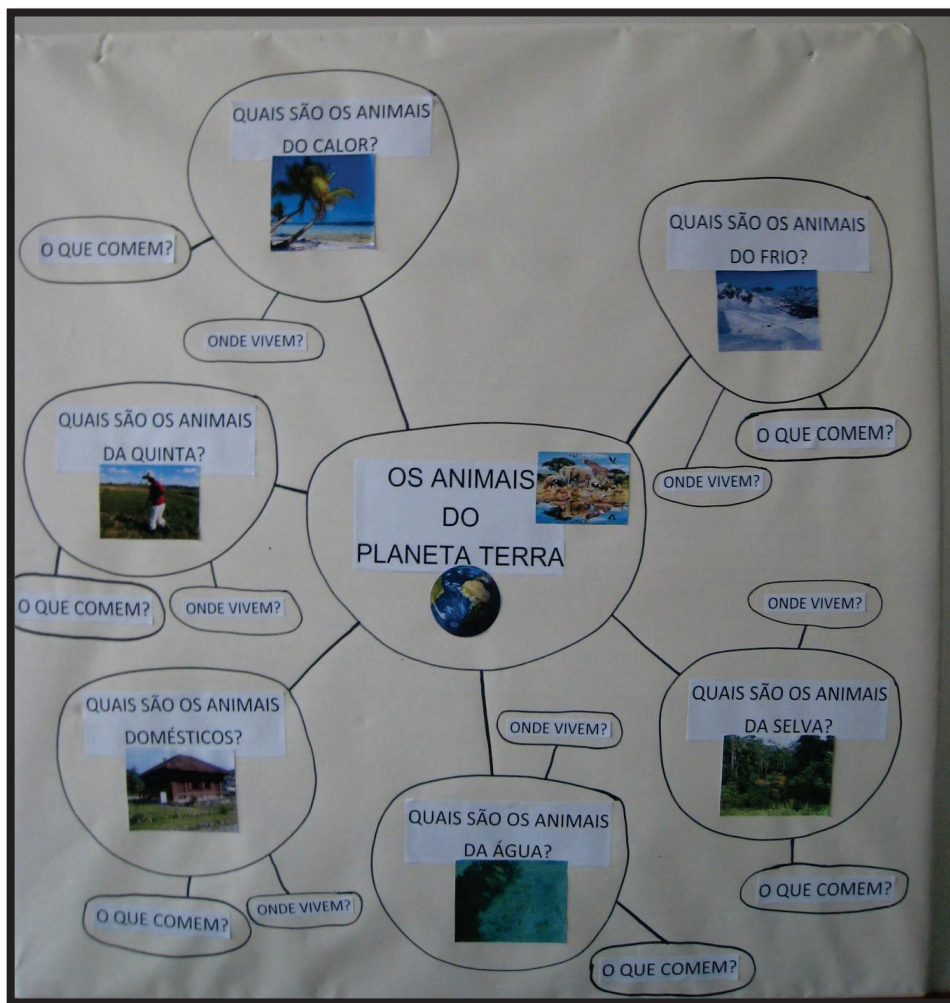 QUAIS SÃO OS ANIMAIS
DO CALOR?
O QUE COMEM?
ONDE VIVEM?
QUAIS SÃO OS ANIMAIS
DO FRIO?
O QUE COMEM?
ONDE VIVEM?
QUAIS SÃO OS ANIMAIS
DA QUINTA?
O QUE COMEM?
ONDE VIVEM?
OS ANIMAIS
DO
PLANETA TERRA
ONDE VIVEM?
QUAIS SÃO OS ANIMAIS
DA SELVA?
O QUE COMEM?
QUAIS SÃO OS ANIMAIS
DOMÉSTICOS?
O QUE COMEM?
ONDE VIVEM?
ONDE VIVEM?
QUAIS SÃO OS ANIMAIS
DA ÁGUA?
O QUE COMEM?